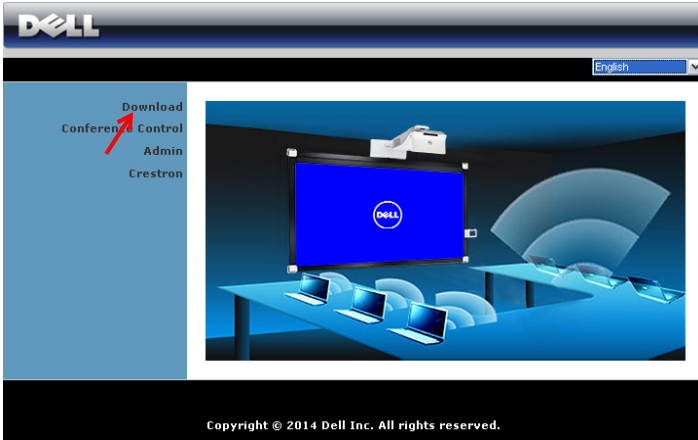 DELL
English
Download
Conference Control
Admin
Crestron
DELL
Copyright © 2014 Dell Inc. All rights reserved.